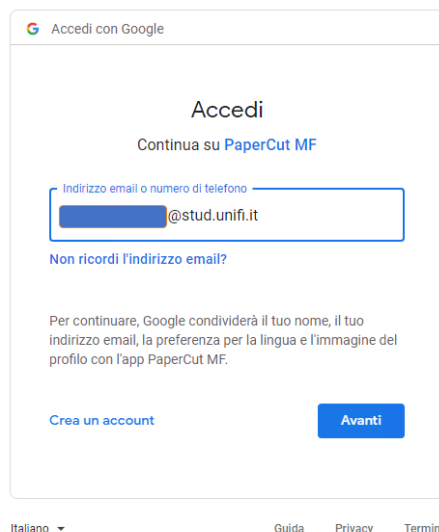 Accedi con Google
Accedi
Continua su PaperCut MF
Indirizzo email o numero di telefono
@stud.unifi.it
Non ricordi l'indirizzo email?
Per continuare, Google condividerà il tuo nome, il tuo
indirizzo email, la preferenza per la lingua e l'immagine del
profilo con l'app PaperCut MF.
Crea un account Avanti
Italiano Guida Privacy Termin